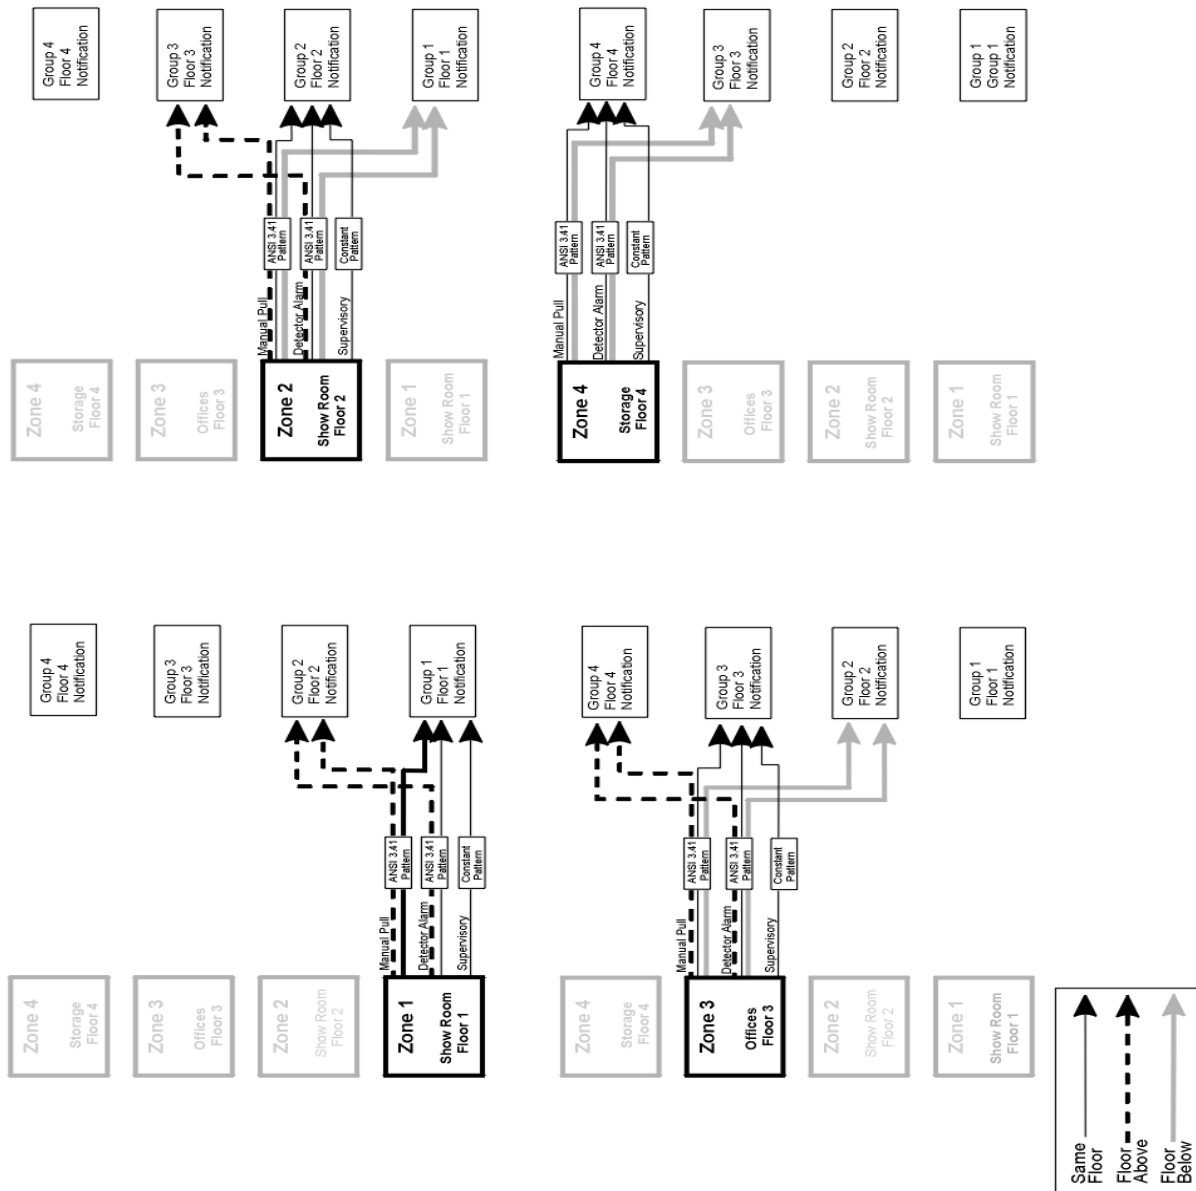 Group 4
Floor 4
Notification
Group 3
Floor 3
Notification
Group 2
Floor 2
Notification
Group 1
Floor 1
Notification
Group 4
Floor 4
Notification
Group 3
Floor 3
Notification
Group 2
Floor 2
Notification
Group 1
Group 1
Notification
ANSI 3.41
Pattern
ANSI 3.41
Pattern
Constant
Pattern
ANSI 3.41
Pattern
ANSI 3.41
Pattern
Constant
Pattern
Manual Pull
Detector Alarm
Supervisory
Manual Pull
Detector Alarm
Supervisory
Zone 4
Storage
Floor 4
Zone 3
Offices
Floor 3
Zone 2
Show Room
Floor 2
Zone 1
Show Room
Floor 1
Zone 4
Storage
Floor 4
Zone 3
Offices
Floor 3
Zone 2
Show Room
Floor 2
Zone 1
Show Room
Floor 1
Group 4
Floor 4
Notification
Group 3
Floor 3
Notification
Group 2
Floor 2
Notification
Group 1
Floor 1
Notification
Group 4
Floor 4
Notification
Group 3
Floor 3
Notification
Group 2
Floor 2
Notification
Group 1
Floor 1
Notification
ANSI 3.41
Pattern
ANSI 3.41
Pattern
Constant
Pattern
ANSI 3.41
Pattern
ANSI 3.41
Pattern
Constant
Pattern
Manual Pull
Detector Alarm
Supervisory
Manual Pull
Detector Alarm
Supervisory
Zone 4
Storage
Floor 4
Zone 3
Offices
Floor 3
Zone 2
Show Room
Floor 2
Zone 1
Show Room
Floor 1
Zone 4
Storage
Floor 4
Zone 3
Offices
Floor 3
Zone 2
Show Room
Floor 2
Zone 1
Show Room
Floor 1
Same
Floor
Floor
Above
Floor
Below